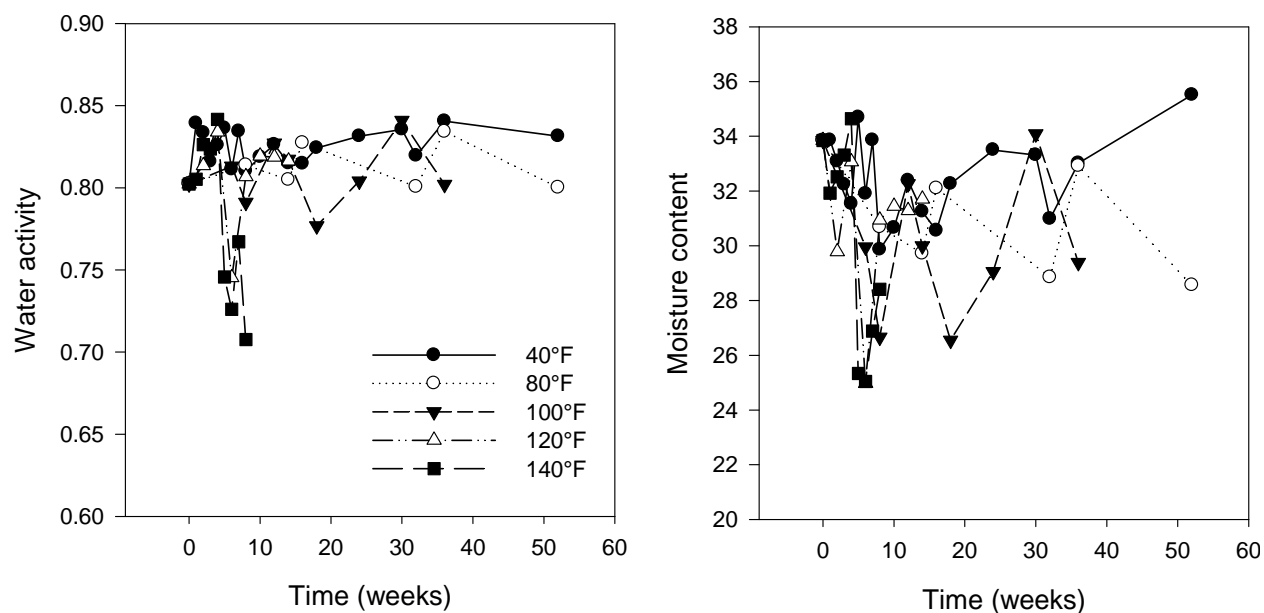 Water activity
0.90
0.85
0.80
0.75
0.70
0.65
0.60
0 10 20 30 40 50 60
Time (weeks)
40°F
80°F
100°F
120°F
140°F
Moisture content
38
36
34
32
30
28
26
24
22
20
0 10 20 30 40 50 60
Time (weeks)